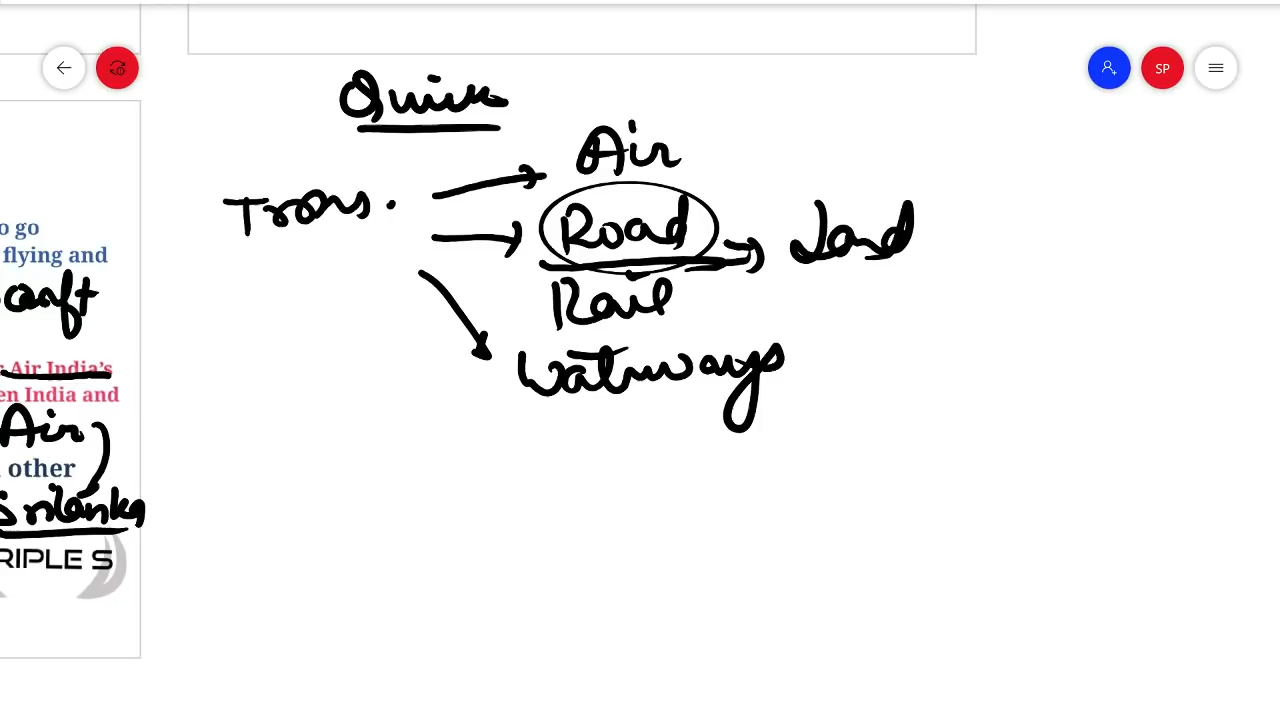 Quick
Trans.
Air
Road
Land
Rail
Waterways
o go
flying and
craft
Air India's
en India and
Air
other
Srilanka
RIPLE S
SP